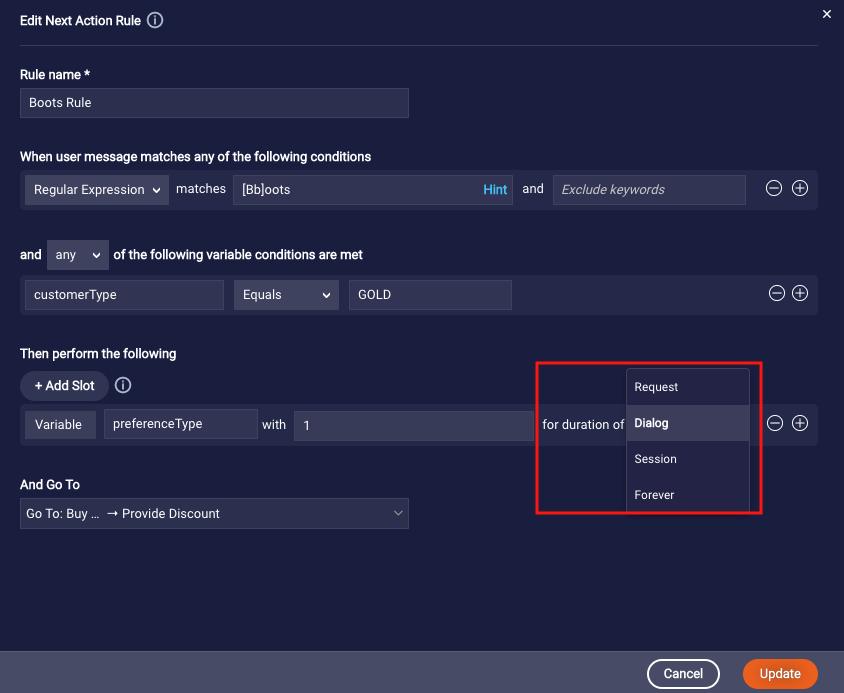 Edit Next Action Rule
Rule name *
Boots Rule
When user message matches any of the following conditions
Regular Expression matches [Bb]oots Hint and Exclude keywords
and any of the following variable conditions are met
customerType Equals GOLD
Then perform the following
+ Add Slot
Variable preferenceType with 1 for duration of
Request
Dialog
Session
Forever
And Go To
Go To: Buy ... → Provide Discount
Cancel Update